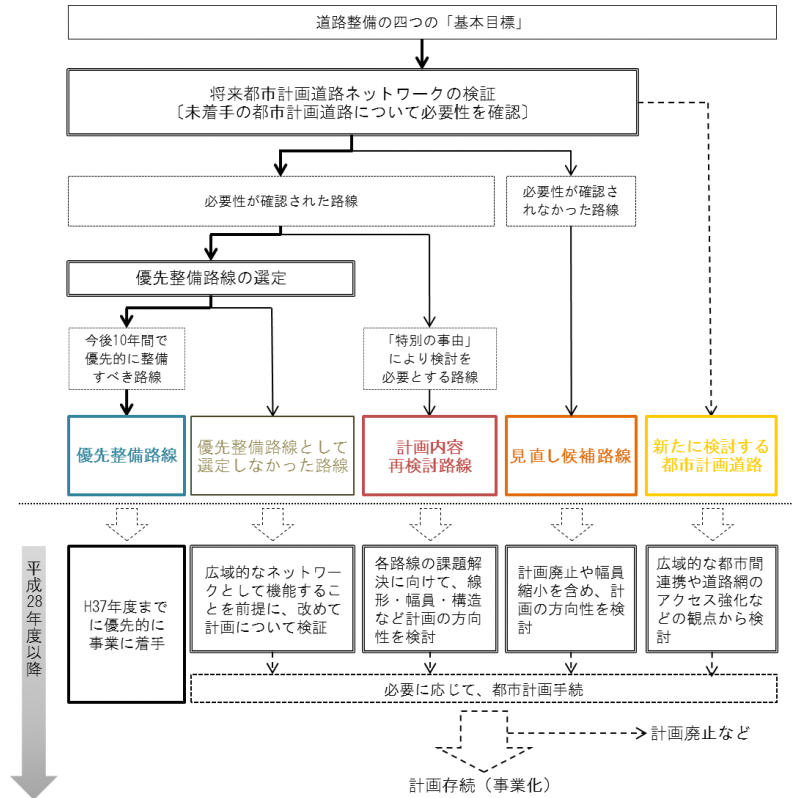 道路整備の四つの「基本目標」
将来都市計画道路ネットワークの検証
〔未着手の都市計画道路について必要性を確認〕
必要性が確認された路線
必要性が確認さ
れなかった路線
優先整備路線の選定
今後10年間で
優先的に整備
すべき路線
「特別の事由」
により検討を
必要とする路線
優先整備路線
優先整備路線として
選定しなかった路線
計画内容
再検討路線
見直し候補路線
新たに検討する
都市計画道路
平成28年度以降
H37年度まで
に優先的に
事業に着手
広域的なネットワー
クとして機能すること
を前提に、改めて
計画について検証
各路線の課題解
決に向けて、線
形・幅員・構造
など計画の方向
性を検討
計画廃止や幅員
縮小を含め、計
画の方向性を検
討
広域的な都市間
連携や道路網の
アクセス強化な
どの観点から検
討
必要に応じて、都市計画手続
計画廃止など
計画存続（事業化）